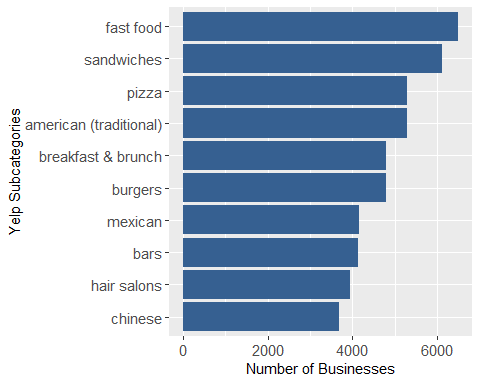 fast food
sandwiches
pizza
american (traditional)
breakfast & brunch
burgers
mexican
bars
hair salons
chinese
Yelp Subcategories
0 2000 4000 6000
Number of Businesses